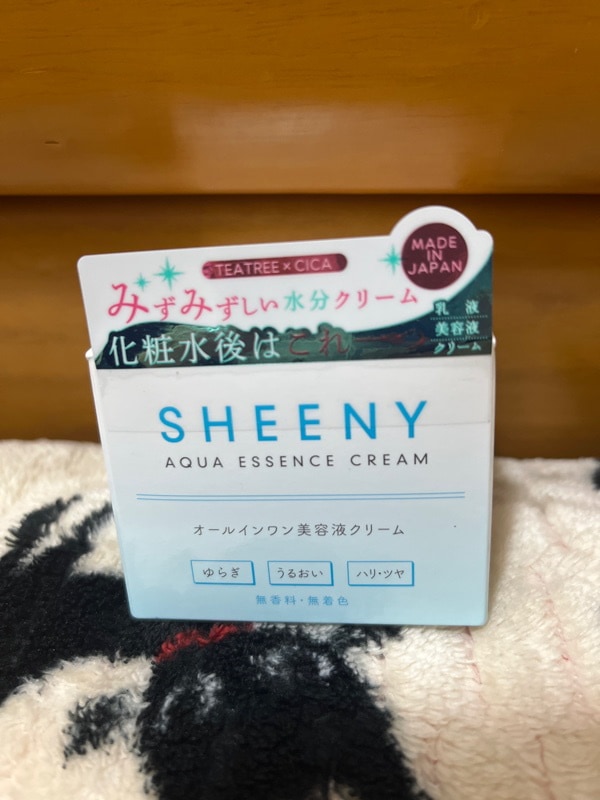 TEATREE×CICA
MADE
IN
JAPAN
みずみずしい水分クリーム
化粧水後はこれ一つ
乳液
美容液
クリーム
SHEENY
AQUA ESSENCE CREAM
オールインワン美容液クリーム
ゆらぎ
うるおい
ハリ・ツヤ
無香料・無着色